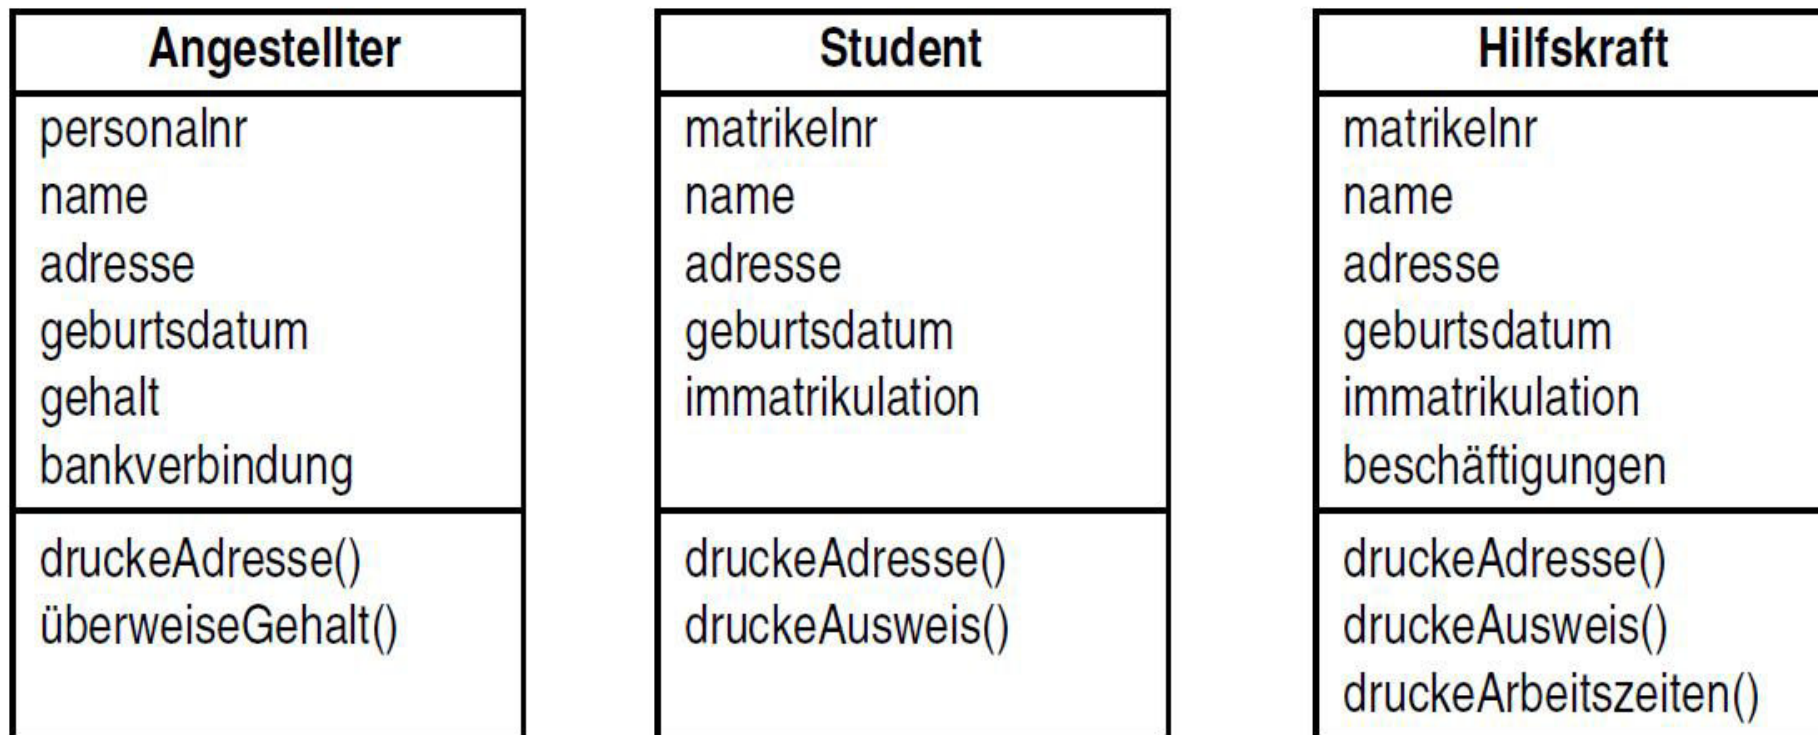 Angestellter
personalnr
name
adresse
geburtsdatum
gehalt
bankverbindung
druckeAdresse()
überweiseGehalt()
Student
matrikelnr
name
adresse
geburtsdatum
immatrikulation
druckeAdresse()
druckeAusweis()
Hilfskraft
matrikelnr
name
adresse
geburtsdatum
immatrikulation
beschäftigungen
druckeAdresse()
druckeAusweis()
druckeArbeitszeiten()